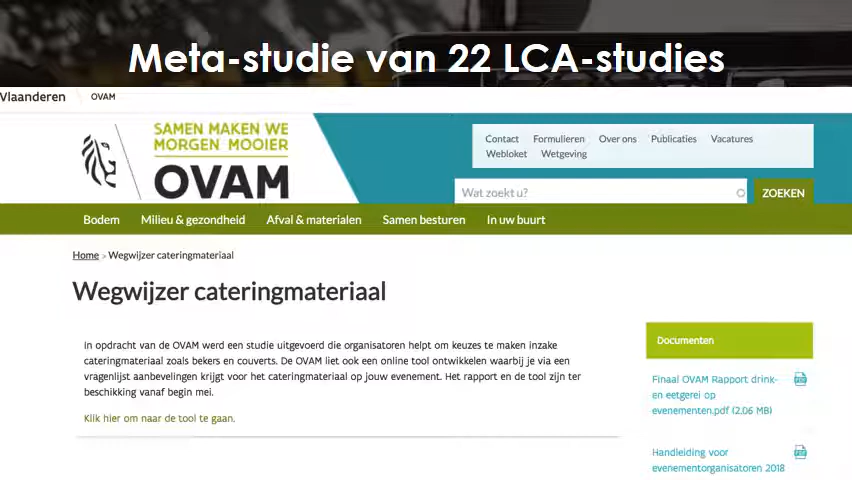 Meta-studie van 22 LCA-studies
Vlaanderen
OVAM
SAMEN MAKEN WE
MORGEN MOOIER
OVAM
Contact Formulieren Over ons Publicaties Vacatures
Webloket Wetgeving
Wat zoekt u?
ZOEKEN
Bodem Milieu & gezondheid Afval & materialen Samen besturen In uw buurt
Home > Wegwijzer cateringmateriaal
Wegwijzer cateringmateriaal
In opdracht van de OVAM werd een studie uitgevoerd die organisatoren helpt om keuzes te maken inzake
cateringmateriaal zoals bekers en couverts. De OVAM liet ook een online tool ontwikkelen waarbij je via een
vragenlijst aanbevelingen krijgt voor het cateringmateriaal op jouw evenement. Het rapport en de tool zijn ter
beschikking vanaf begin mei.
Klik hier om naar de tool te gaan.
Documenten
Finaal OVAM Rapport drink-
en eetgerei op
evenementen.pdf (2.06 MB)
Handleiding voor
evenementorganisatoren 2018